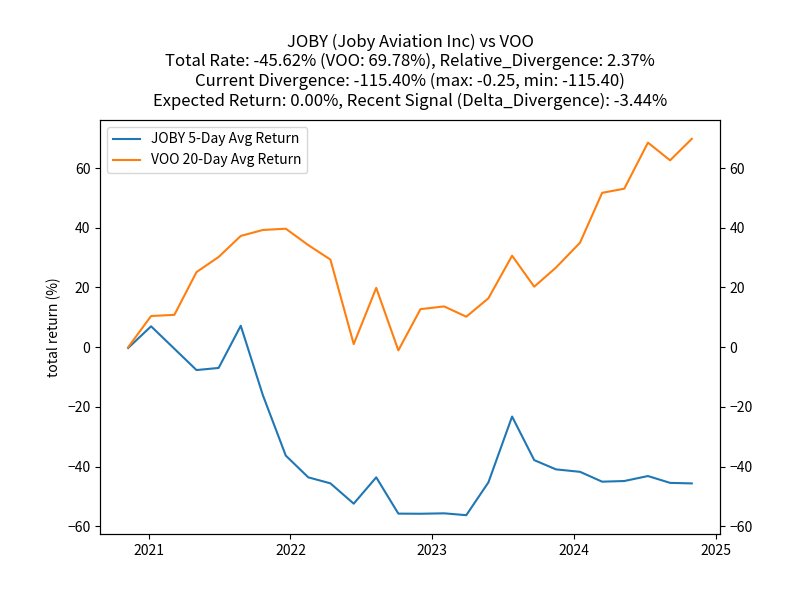 JOBY (Joby Aviation Inc) vs VOO
Total Rate: -45.62% (VOO: 69.78%), Relative_Divergence: 2.37%
Current Divergence: -115.40% (max: -0.25, min: -115.40)
Expected Return: 0.00%, Recent Signal (Delta_Divergence): -3.44%
JOBY 5-Day Avg Return
VOO 20-Day Avg Return
total return (%)
60 60
40 40
20 20
0 0
−20 −20
−40 −40
−60 −60
2021 2022 2023 2024 2025